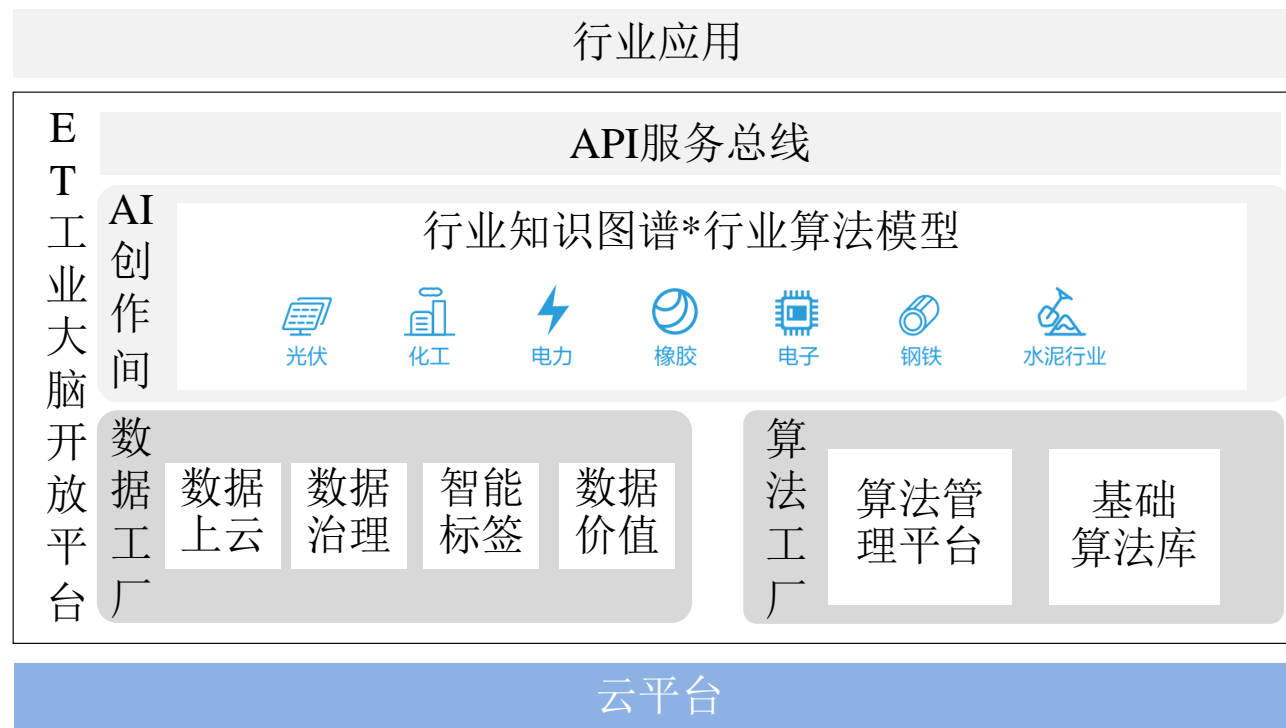 行业应用
ET工业大脑开放平台
API服务总线
AI创作间
行业知识图谱*行业算法模型
光伏
化工
电力
橡胶
电子
钢铁
水泥行业
数据工厂
数据
上云
数据
治理
智能
标签
数据
价值
算法工厂
算法管
理平台
基础
算法库
云平台